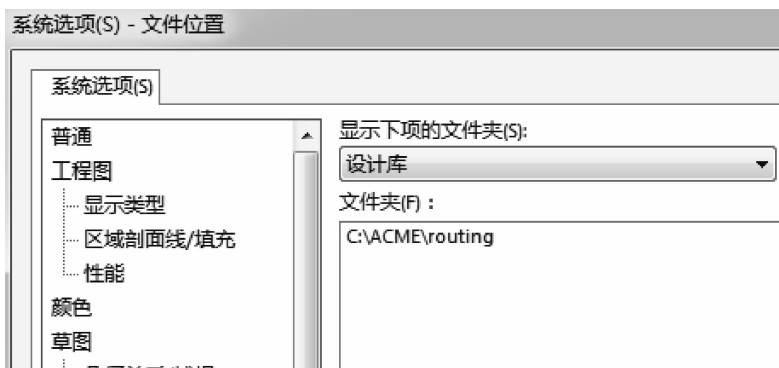 系统选项(S) - 文件位置
系统选项(S)
普通
工程图
显示类型
区域剖面线/填充
性能
颜色
草图
显示下项的文件夹(S):
设计库
文件夹(F)：
C:\ACME\routing